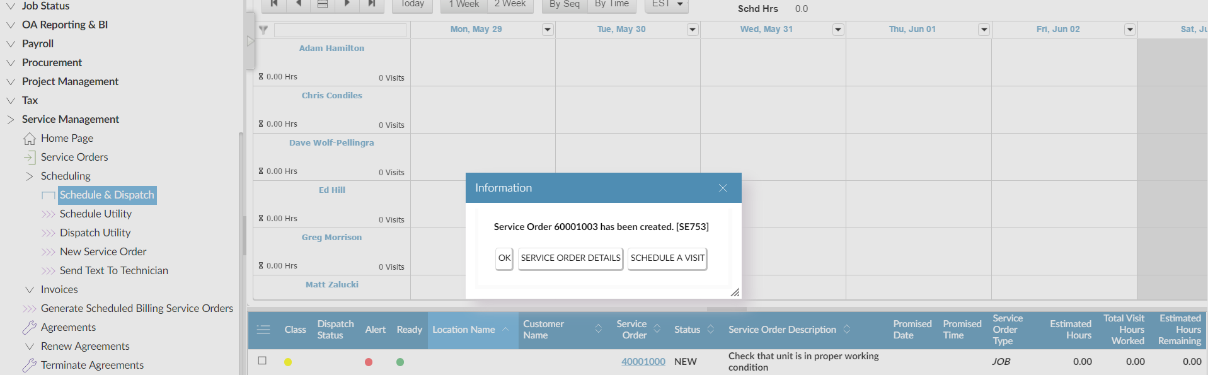 Job Status
OA Reporting & BI
Payroll
Procurement
Project Management
Tax
Service Management
Home Page
Service Orders
Scheduling
Schedule & Dispatch
Schedule Utility
Dispatch Utility
New Service Order
Send Text To Technician
Invoices
Generate Scheduled Billing Service Orders
Agreements
Renew Agreements
Terminate Agreements
Today 1 Week 2 Week By Seq By Time EST Schd Hrs 0.0
Mon, May 29 Tue, May 30 Wed, May 31 Thu, Jun 01 Fri, Jun 02 Sat, Ju
Adam Hamilton
0.00 Hrs 0 Visits
Chris Condiles
0.00 Hrs 0 Visits
Dave Wolf-Pellingra
0.00 Hrs 0 Visits
Ed Hill
0.00 Hrs 0 Visits
Greg Morrison
0.00 Hrs 0 Visits
Matt Zalucki
Information
Service Order 60001003 has been created. [SE753]
OK SERVICE ORDER DETAILS SCHEDULE A VISIT
Class Dispatch Status Alert Ready Location Name Customer Name Service Order Status Service Order Description Promised Date Promised Time Service Order Type Estimated Hours Total Visit Hours Worked Estimated Hours Remaining
40001000 NEW Check that unit is in proper working condition JOB 0.00 0.00 0.00